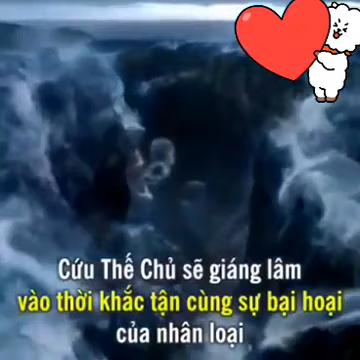 Cứu Thế Chủ sẽ giáng lâm
vào thời khắc tận cùng sự bại hoại
của nhân loại